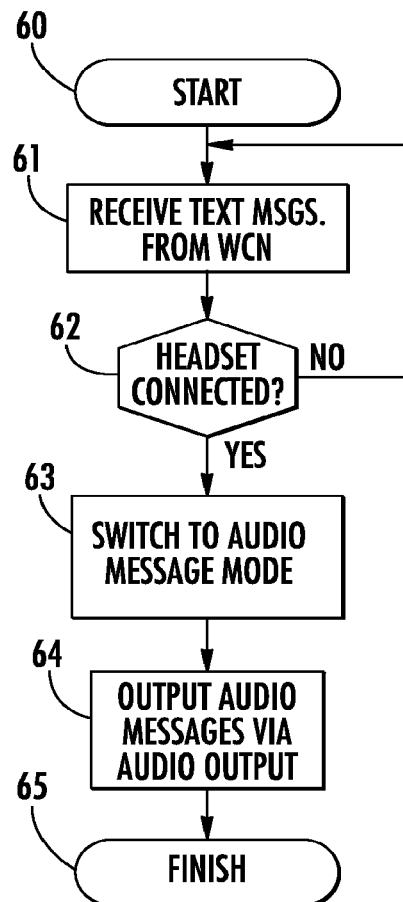 60
START
61
RECEIVE TEXT MSGS.
FROM WCN
62
HEADSET
CONNECTED?
NO
YES
63
SWITCH TO AUDIO
MESSAGE MODE
64
OUTPUT AUDIO
MESSAGES VIA
AUDIO OUTPUT
65
FINISH